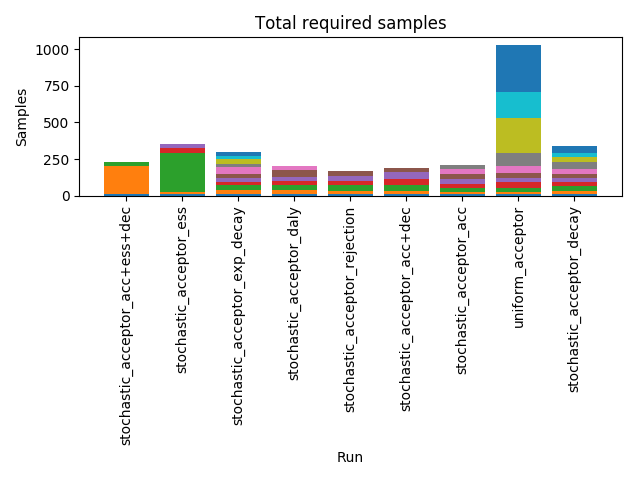 Total required samples
Samples
1000
750
500
250
0
stochastic_acceptor_acc+ess+dec
stochastic_acceptor_ess
stochastic_acceptor_exp_decay
stochastic_acceptor_daly
stochastic_acceptor_rejection
stochastic_acceptor_acc+dec
stochastic_acceptor_acc
uniform_acceptor
stochastic_acceptor_decay
Run